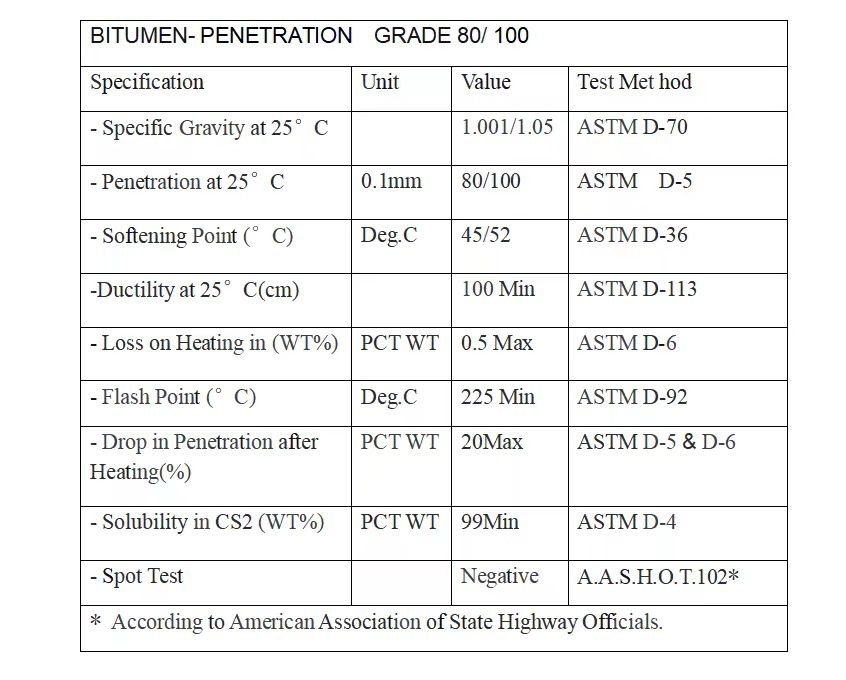 BITUMEN- PENETRATION GRADE 80/ 100
Specification Unit Value Test Met hod
- Specific Gravity at 25°C 1.001/1.05 ASTM D-70
- Penetration at 25°C 0.1mm 80/100 ASTM D-5
- Softening Point (°C) Deg.C 45/52 ASTM D-36
-Ductility at 25°C(cm) 100 Min ASTM D-113
- Loss on Heating in (WT%) PCT WT 0.5 Max ASTM D-6
- Flash Point (°C) Deg.C 225 Min ASTM D-92
- Drop in Penetration after PCT WT 20Max ASTM D-5 & D-6
Heating(%)
- Solubility in CS2 (WT%) PCT WT 99Min ASTM D-4
- Spot Test Negative A.A.S.H.O.T.102*
* According to American Association of State Highway Officials.